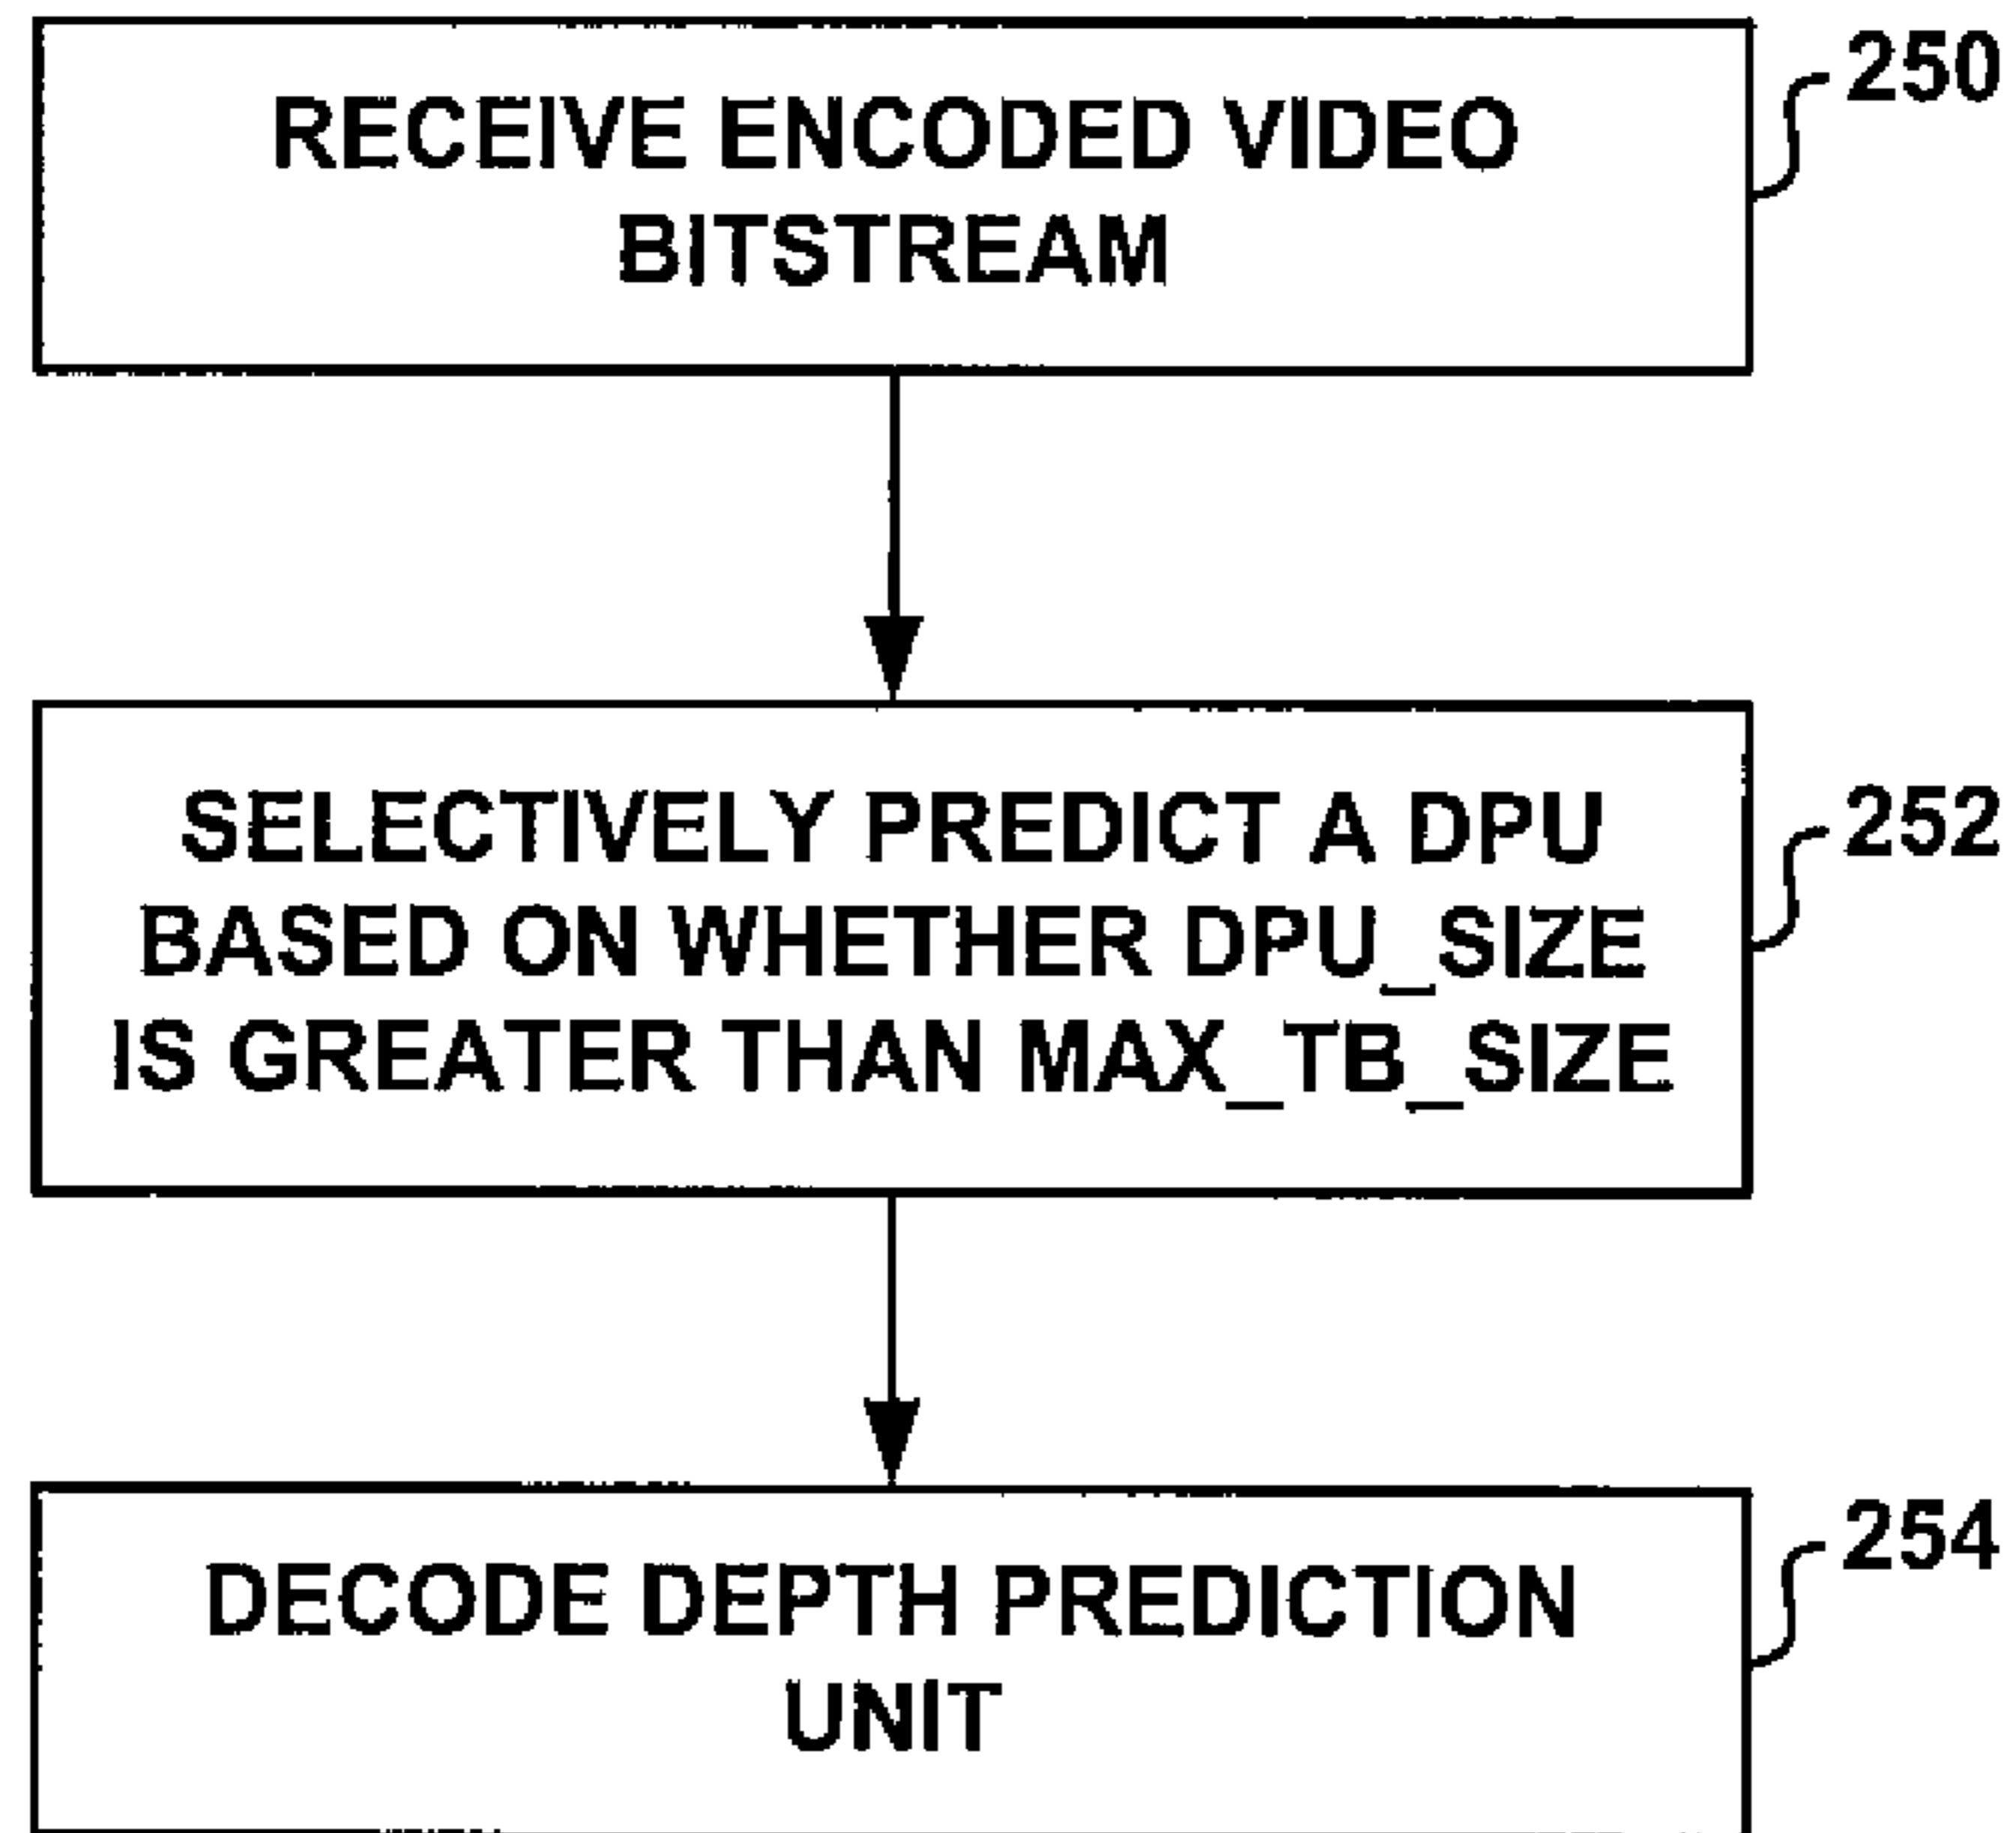 RECEIVE ENCODED VIDEO
BITSTREAM
250
SELECTIVELY PREDICT A DPU
BASED ON WHETHER DPU_SIZE
IS GREATER THAN MAX_TB_SIZE
252
DECODE DEPTH PREDICTION
UNIT
254